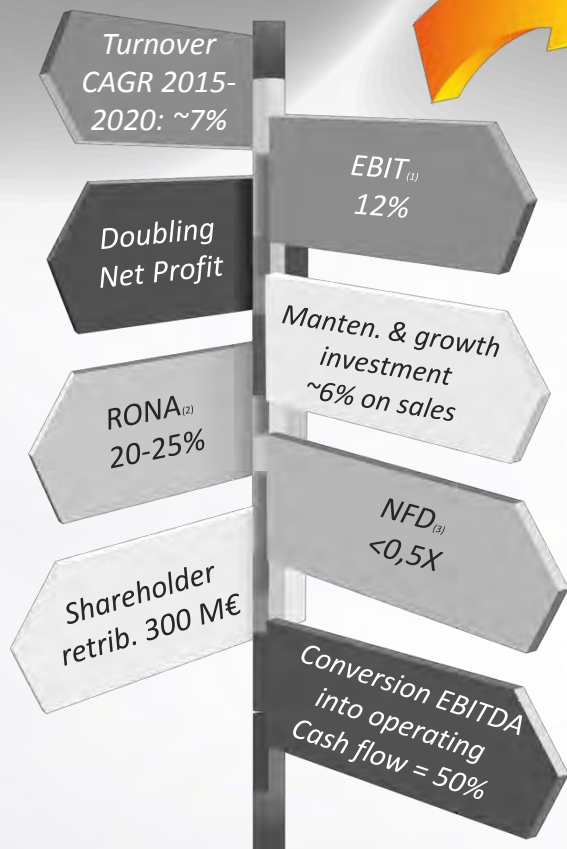 Turnover
CAGR 2015-
2020: ~7%
EBIT(1)
12%
Doubling
Net Profit
Manten. & growth
investment
~6% on sales
RONA(2)
20-25%
NFD(3)
<0,5X
Shareholder
retrib. 300 M€
Conversion EBITDA
into operating
Cash flow = 50%